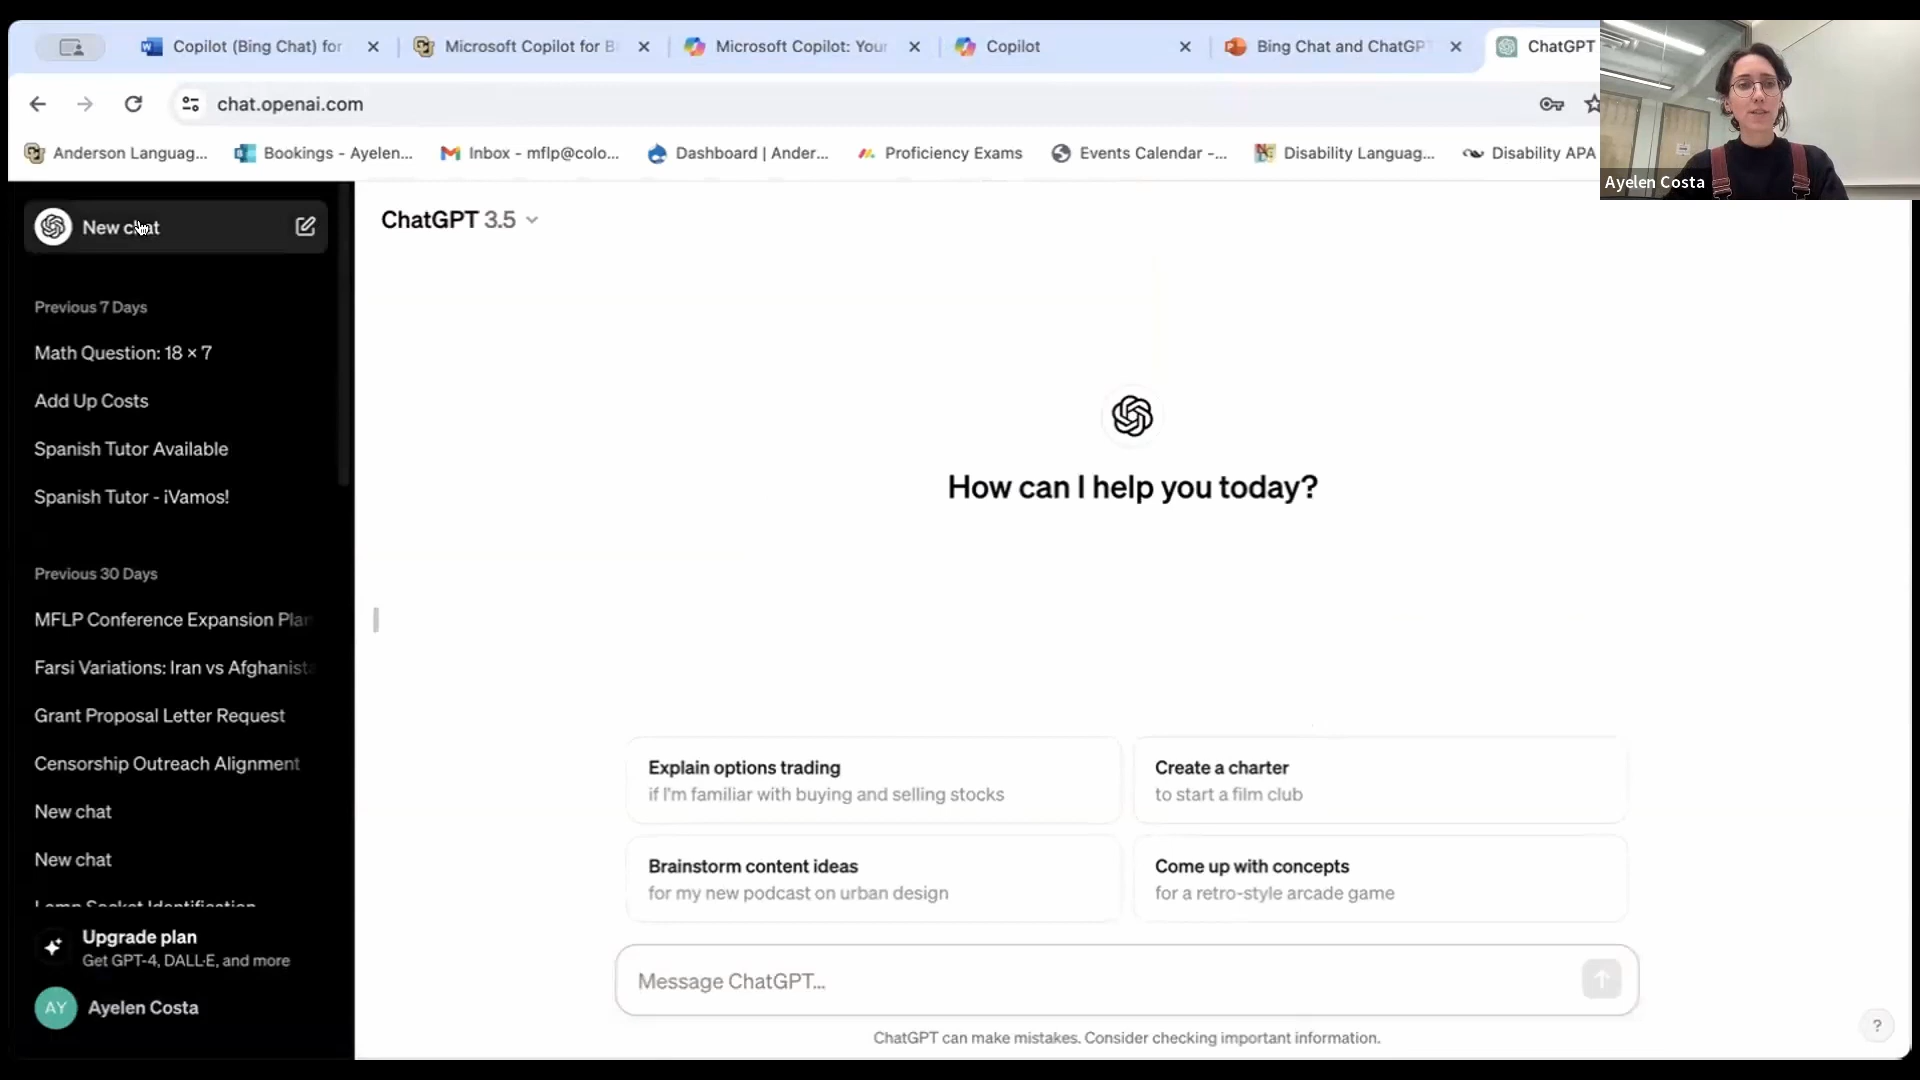 Copilot (Bing Chat) for
Microsoft Copilot for B
Microsoft Copilot: Your
Copilot
Bing Chat and ChatGP
ChatGPT
chat.openai.com
Anderson Languag...
Bookings - Ayelen...
Inbox - mflp@colo...
Dashboard | Ander...
Proficiency Exams
Events Calendar -...
Disability Languag...
Disability APA
Ayelen Costa
New chat
ChatGPT 3.5
Previous 7 Days
Math Question: 18 × 7
Add Up Costs
Spanish Tutor Available
Spanish Tutor - ¡Vamos!
Previous 30 Days
MFLP Conference Expansion Plan
Farsi Variations: Iran vs Afghanista
Grant Proposal Letter Request
Censorship Outreach Alignment
New chat
New chat
Lamp Socket Identification
Upgrade plan
Get GPT-4, DALL·E, and more
AY
Ayelen Costa
How can I help you today?
Explain options trading
if I'm familiar with buying and selling stocks
Create a charter
to start a film club
Brainstorm content ideas
for my new podcast on urban design
Come up with concepts
for a retro-style arcade game
Message ChatGPT...
ChatGPT can make mistakes. Consider checking important information.
?